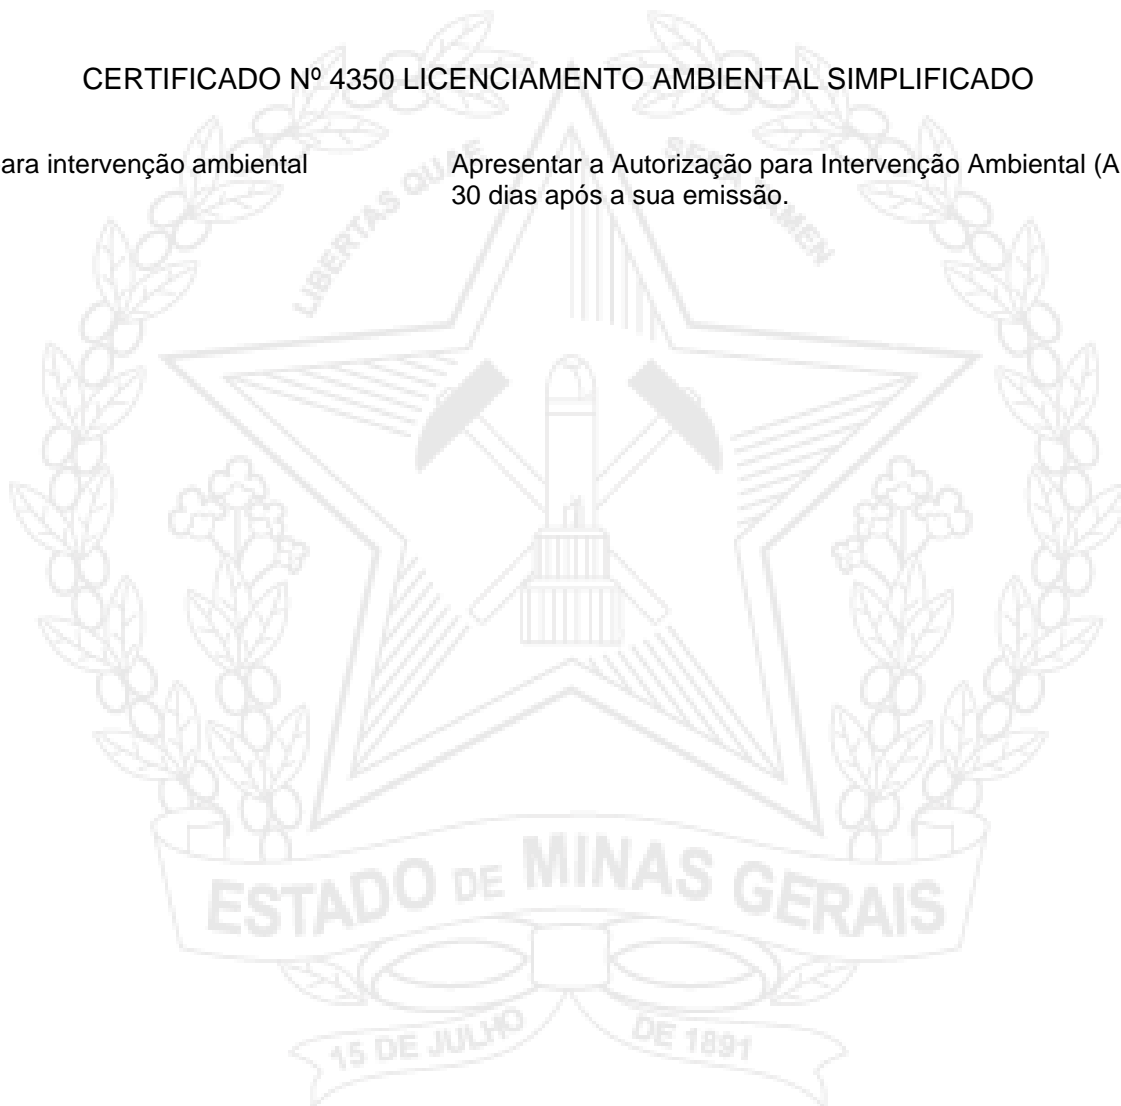 CERTIFICADO Nº 4350 LICENCIAMENTO AMBIENTAL SIMPLIFICADO
ara intervenção ambiental
Apresentar a Autorização para Intervenção Ambiental (A
30 dias após a sua emissão.
LIBERTAS QUAE SERA TAMEN
ESTADO DE MINAS GERAIS
15 DE JULHO DE 1891